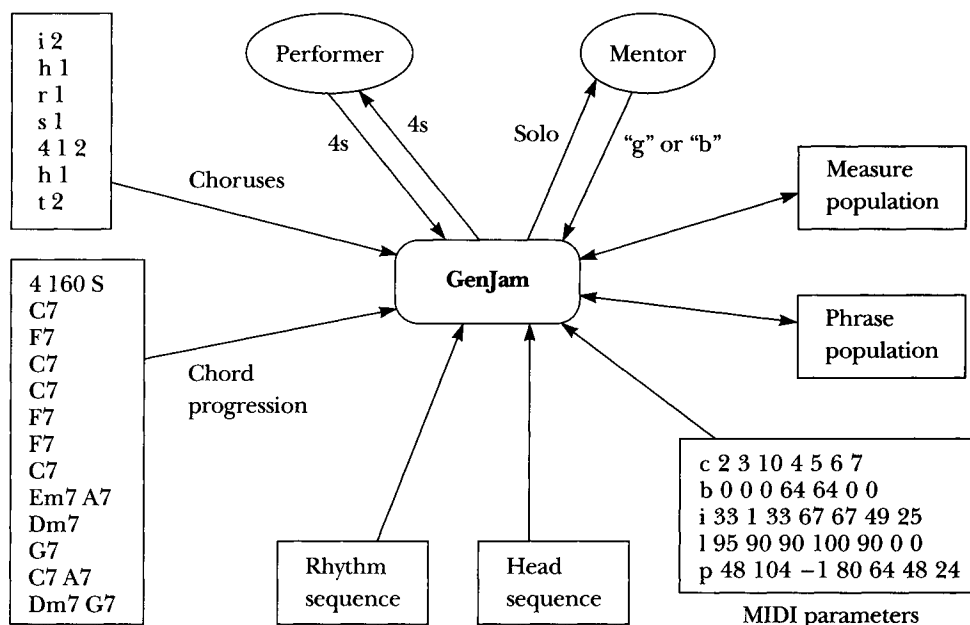 i 2
h 1
r 1
s 1
4 1 2
h 1
t 2
Performer
Mentor
4s
4s
Solo
“g” or “b”
Choruses
Measure
population
GenJam
4 160 S
C7
F7
C7
C7
F7
F7
C7
Em7 A7
Dm7
G7
C7 A7
Dm7 G7
Chord
progression
Phrase
population
Rhythm
sequence
Head
sequence
c 2 3 10 4 5 6 7
b 0 0 0 64 64 0 0
i 33 1 33 67 67 49 25
l 95 90 90 100 90 0 0
p 48 104 −1 80 64 48 24
MIDI parameters